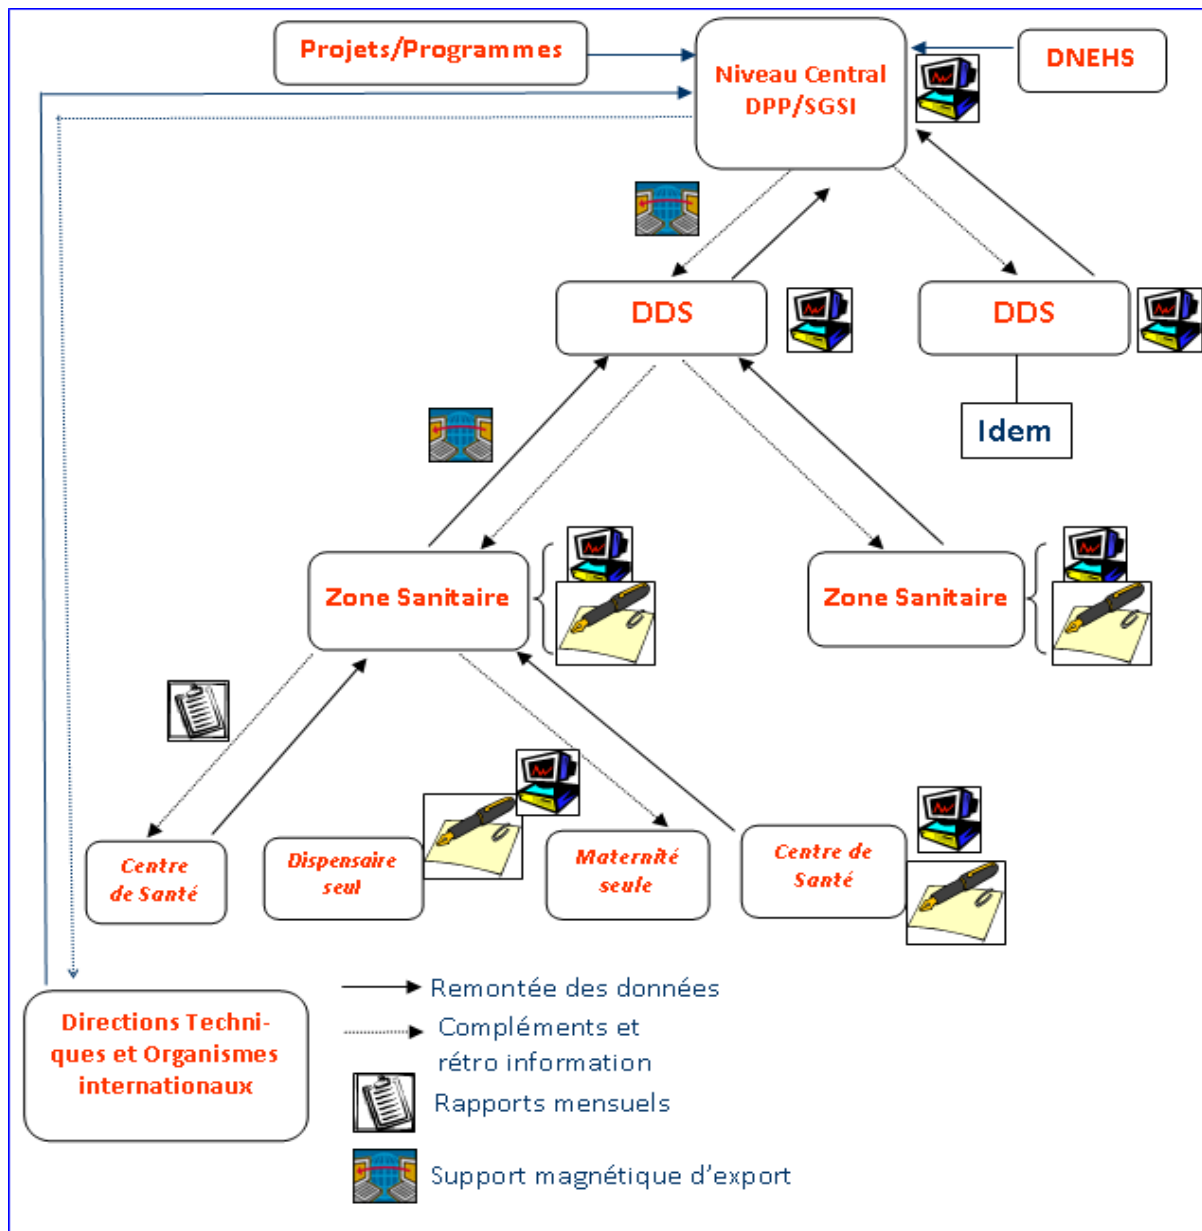 Projets/Programmes
Niveau Central
DPP/SGSI
DNEHS
DDS
DDS
Idem
Zone Sanitaire
Zone Sanitaire
Centre
de Santé
Dispensaire
seul
Maternité
seule
Centre de
Santé
Directions Techni-
ques et Organismes
internationaux
Remontée des données
Compléments et
rétro information
Rapports mensuels
Support magnétique d’export